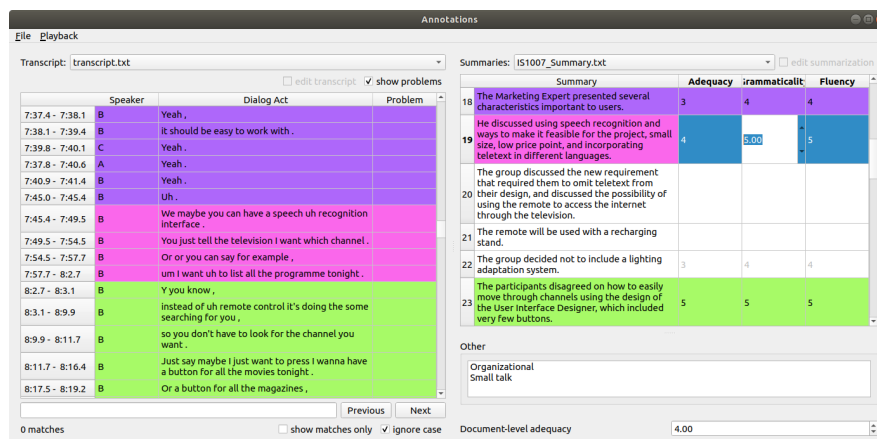 Annotations
File Playback
Transcript: transcript.txt
edit transcript show problems
Speaker Dialog Act Problem
7:37.4 - 7:38.1 B Yeah ,
7:38.1 - 7:39.4 B it should be easy to work with .
7:39.8 - 7:40.1 C Yeah .
7:37.8 - 7:40.6 A Yeah .
7:40.9 - 7:41.4 B Yeah .
7:45.0 - 7:45.4 B Uh .
7:45.4 - 7:49.5 B We maybe you can have a speech uh recognition
interface .
7:49.5 - 7:54.5 B You just tell the television I want which channel .
7:54.5 - 7:57.7 B Or or you can say for example ,
7:57.7 - 8:2.7 B um I want uh to list all the programme tonight .
8:2.7 - 8:3.1 B Y you know ,
8:3.1 - 8:9.9 B instead of uh remote control it's doing the some
searching for you ,
8:9.9 - 8:11.7 B so you don't have to look for the channel you
want .
8:11.7 - 8:16.4 B Just say maybe I just want to press I wanna have
a button for all the movies tonight .
8:17.5 - 8:19.2 B Or a button for all the magazines ,
Previous Next
0 matches show matches only ignore case
Summaries: IS1007_Summary.txt edit summarization
Summary Adequacy Grammaticalit Fluency
18 The Marketing Expert presented several
characteristics important to users. 3 4 4
19 He discussed using speech recognition and
ways to make it feasible for the project, small
size, low price point, and incorporating
teletext in different languages. 4 5.00 5
20 The group discussed the new requirement
that required them to omit teletext from
their design, and discussed the possibility of
using the remote to access the internet
through the television.
21 The remote will be used with a recharging
stand.
22 The group decided not to include a lighting
adaptation system. 3 4 4
23 The participants disagreed on how to easily
move through channels using the design of
the User Interface Designer, which included
very few buttons. 5 5 5
Other
Organizational
Small talk
Document-level adequacy 4.00